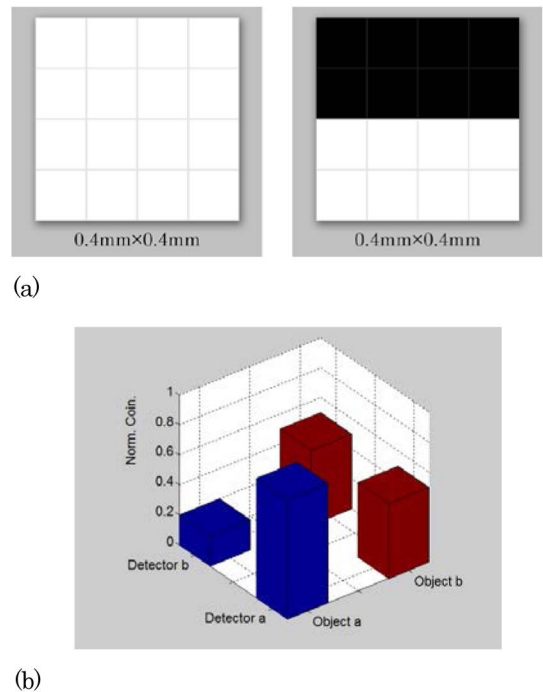 0.4mm×0.4mm
0.4mm×0.4mm
(a)
Norm. Coin.
1
0.8
0.6
0.4
0.2
0
Detector b
Detector a
Object a
Object b
(b)